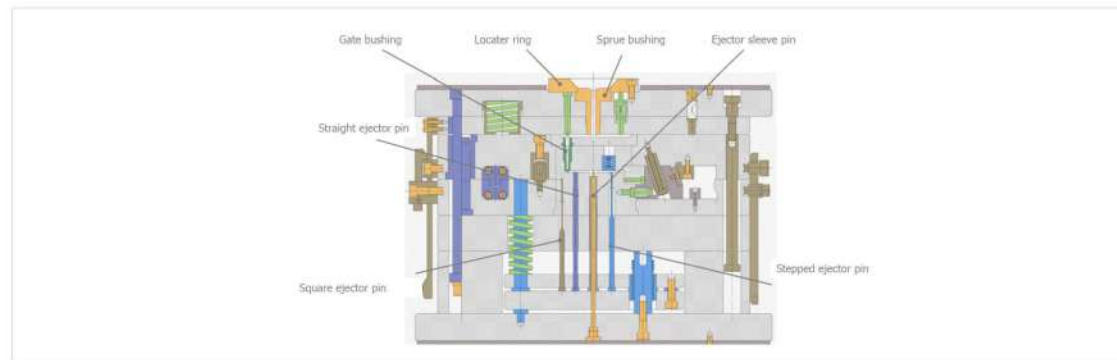 Gate bushing
Locater ring
Sprue bushing
Ejector sleeve pin
Straight ejector pin
Square ejector pin
Stepped ejector pin